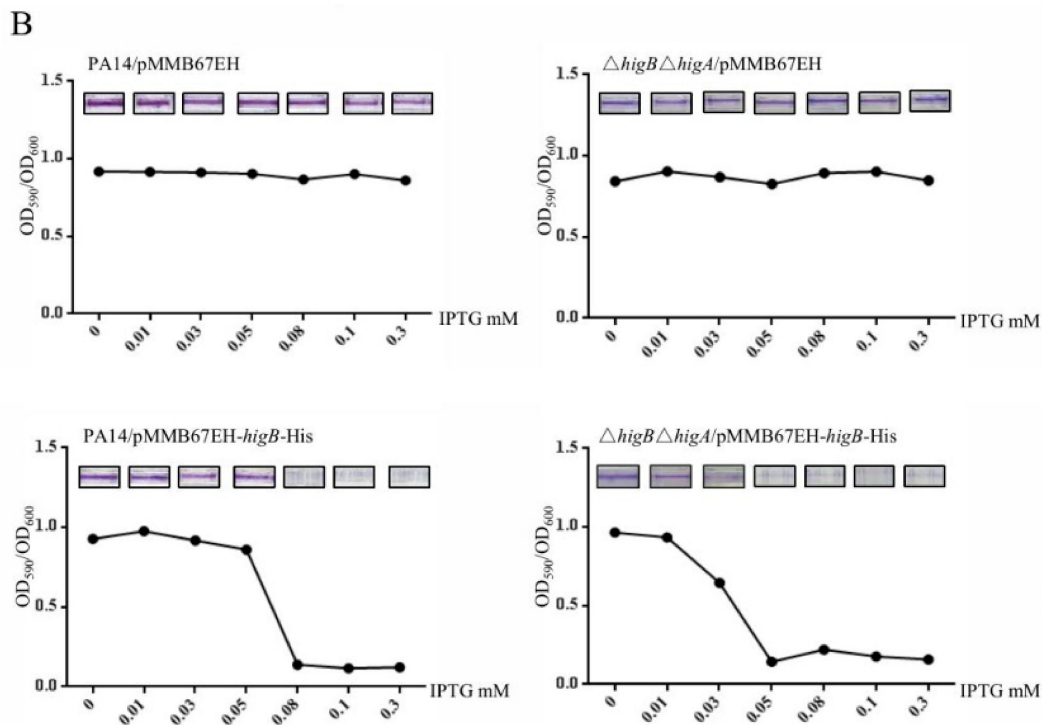 B
PA14/pMMB67EH
1.5
1.0
0.5
0.0
OD590/OD600
0 0.01 0.03 0.05 0.08 0.1 0.3
IPTG mM
△higB△higA/pMMB67EH
1.5
1.0
0.5
0.0
OD590/OD600
0 0.01 0.03 0.05 0.08 0.1 0.3
IPTG mM
PA14/pMMB67EH-higB-His
1.5
1.0
0.5
0.0
OD590/OD600
0 0.01 0.03 0.05 0.08 0.1 0.3
IPTG mM
△higB△higA/pMMB67EH-higB-His
1.5
1.0
0.5
0.0
OD590/OD600
0 0.01 0.03 0.05 0.08 0.1 0.3
IPTG mM